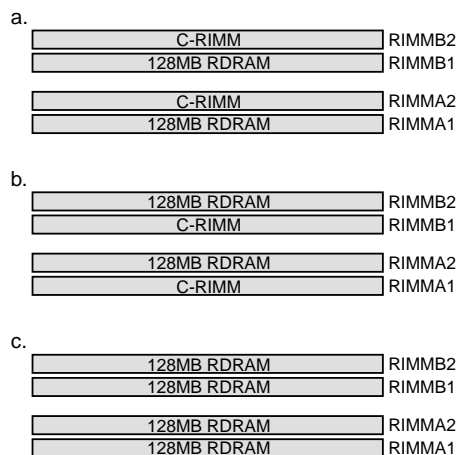 a.
C-RIMM RIMMB2
128MB RDRAM RIMMB1
C-RIMM RIMMA2
128MB RDRAM RIMMA1
b.
128MB RDRAM RIMMB2
C-RIMM RIMMB1
128MB RDRAM RIMMA2
C-RIMM RIMMA1
c.
128MB RDRAM RIMMB2
128MB RDRAM RIMMB1
128MB RDRAM RIMMA2
128MB RDRAM RIMMA1